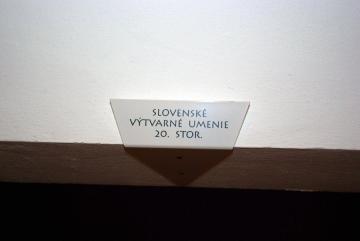 SLOVENSKÉ
VÝTVARNÉ UMENIE
20. STOR.